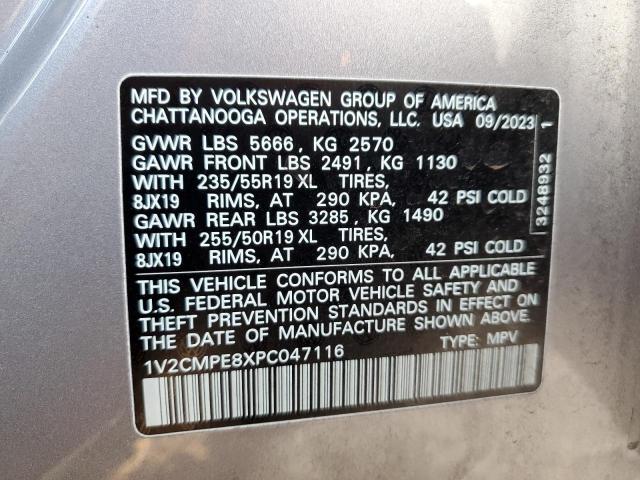 MFD BY VOLKSWAGEN GROUP OF AMERICA
CHATTANOOGA OPERATIONS, LLC. USA 09/2023
GVWR LBS 5666, KG 2570
GAWR FRONT LBS 2491, KG 1130
WITH 235/55R19 XL TIRES,
8JX19 RIMS, AT 290 KPA, 42 PSI COLD
GAWR REAR LBS 3285, KG 1490
WITH 255/50R19 XL TIRES,
8JX19 RIMS, AT 290 KPA, 42 PSI COLD
THIS VEHICLE CONFORMS TO ALL APPLICABLE
U.S. FEDERAL MOTOR VEHICLE SAFETY AND
THEFT PREVENTION STANDARDS IN EFFECT ON
THE DATE OF MANUFACTURE SHOWN ABOVE.
1V2CMPE8XPC047116 TYPE: MPV
3248932 1